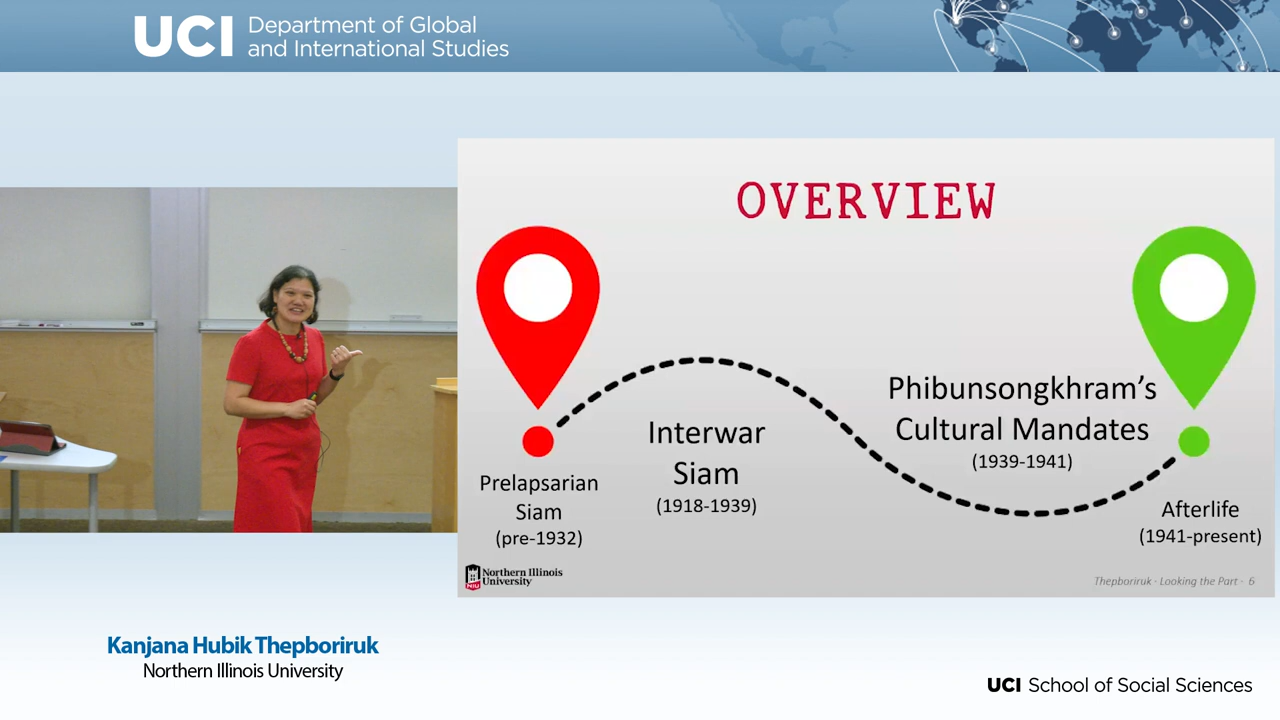 UCI Department of Global
and International Studies
OVERVIEW
Prelapsarian
Siam
(pre-1932)
Interwar
Siam
(1918-1939)
Phibunsongkhram's
Cultural Mandates
(1939-1941)
Afterlife
(1941-present)
NIU
Northern Illinois
University
Thepboriruk - Looking the Part - 6
Kanjana Hubik Thepboriruk
Northern Illinois University
UCI School of Social Sciences